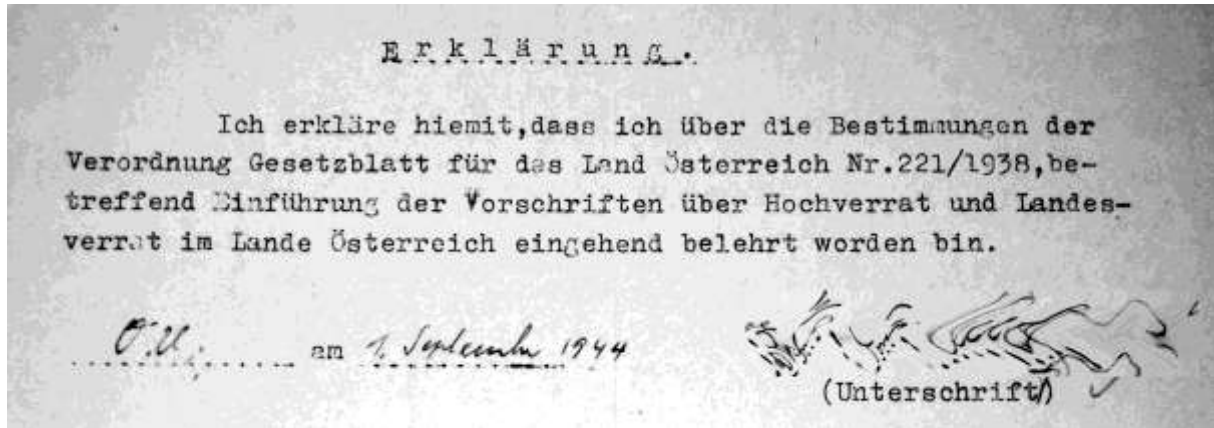 Erklärung.
Ich erkläre hiemit,dass ich über die Bestimmungen der
Verordnung Gesetzblatt für das Land Österreich Nr.221/1938,be-
treffend Einführung der Vorschriften über Hochverrat und Landes-
verrat im Lande Österreich eingehend belehrt worden bin.
O.U. am 1. September 1944
(Unterschrift)